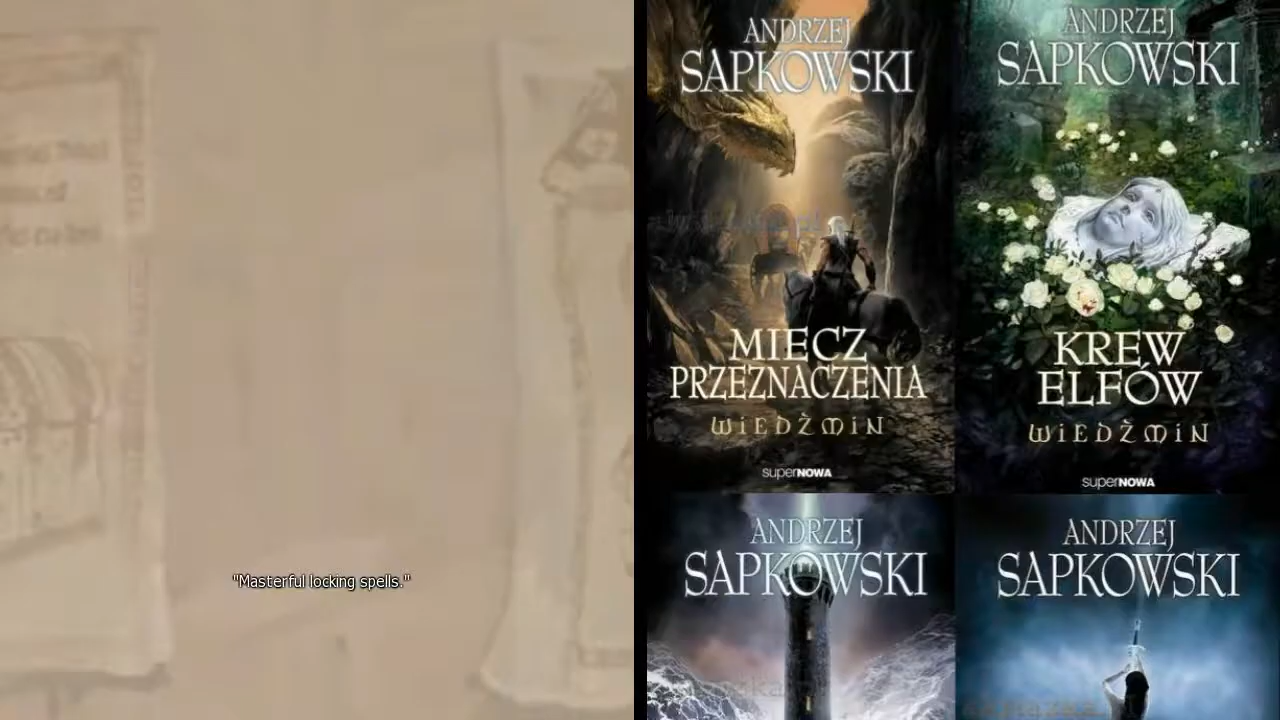 "Masterful locking spells."
ANDRZEJ
SAPKOWSKI
MIECZ
PRZEZNACZENIA
WIEDŹMIN
superNOWA
ANDRZEJ
SAPKOWSKI
KREW
ELFÓW
WIEDŹMIN
superNOWA
ANDRZEJ
SAPKOWSKI
ANDRZEJ
SAPKOWSKI